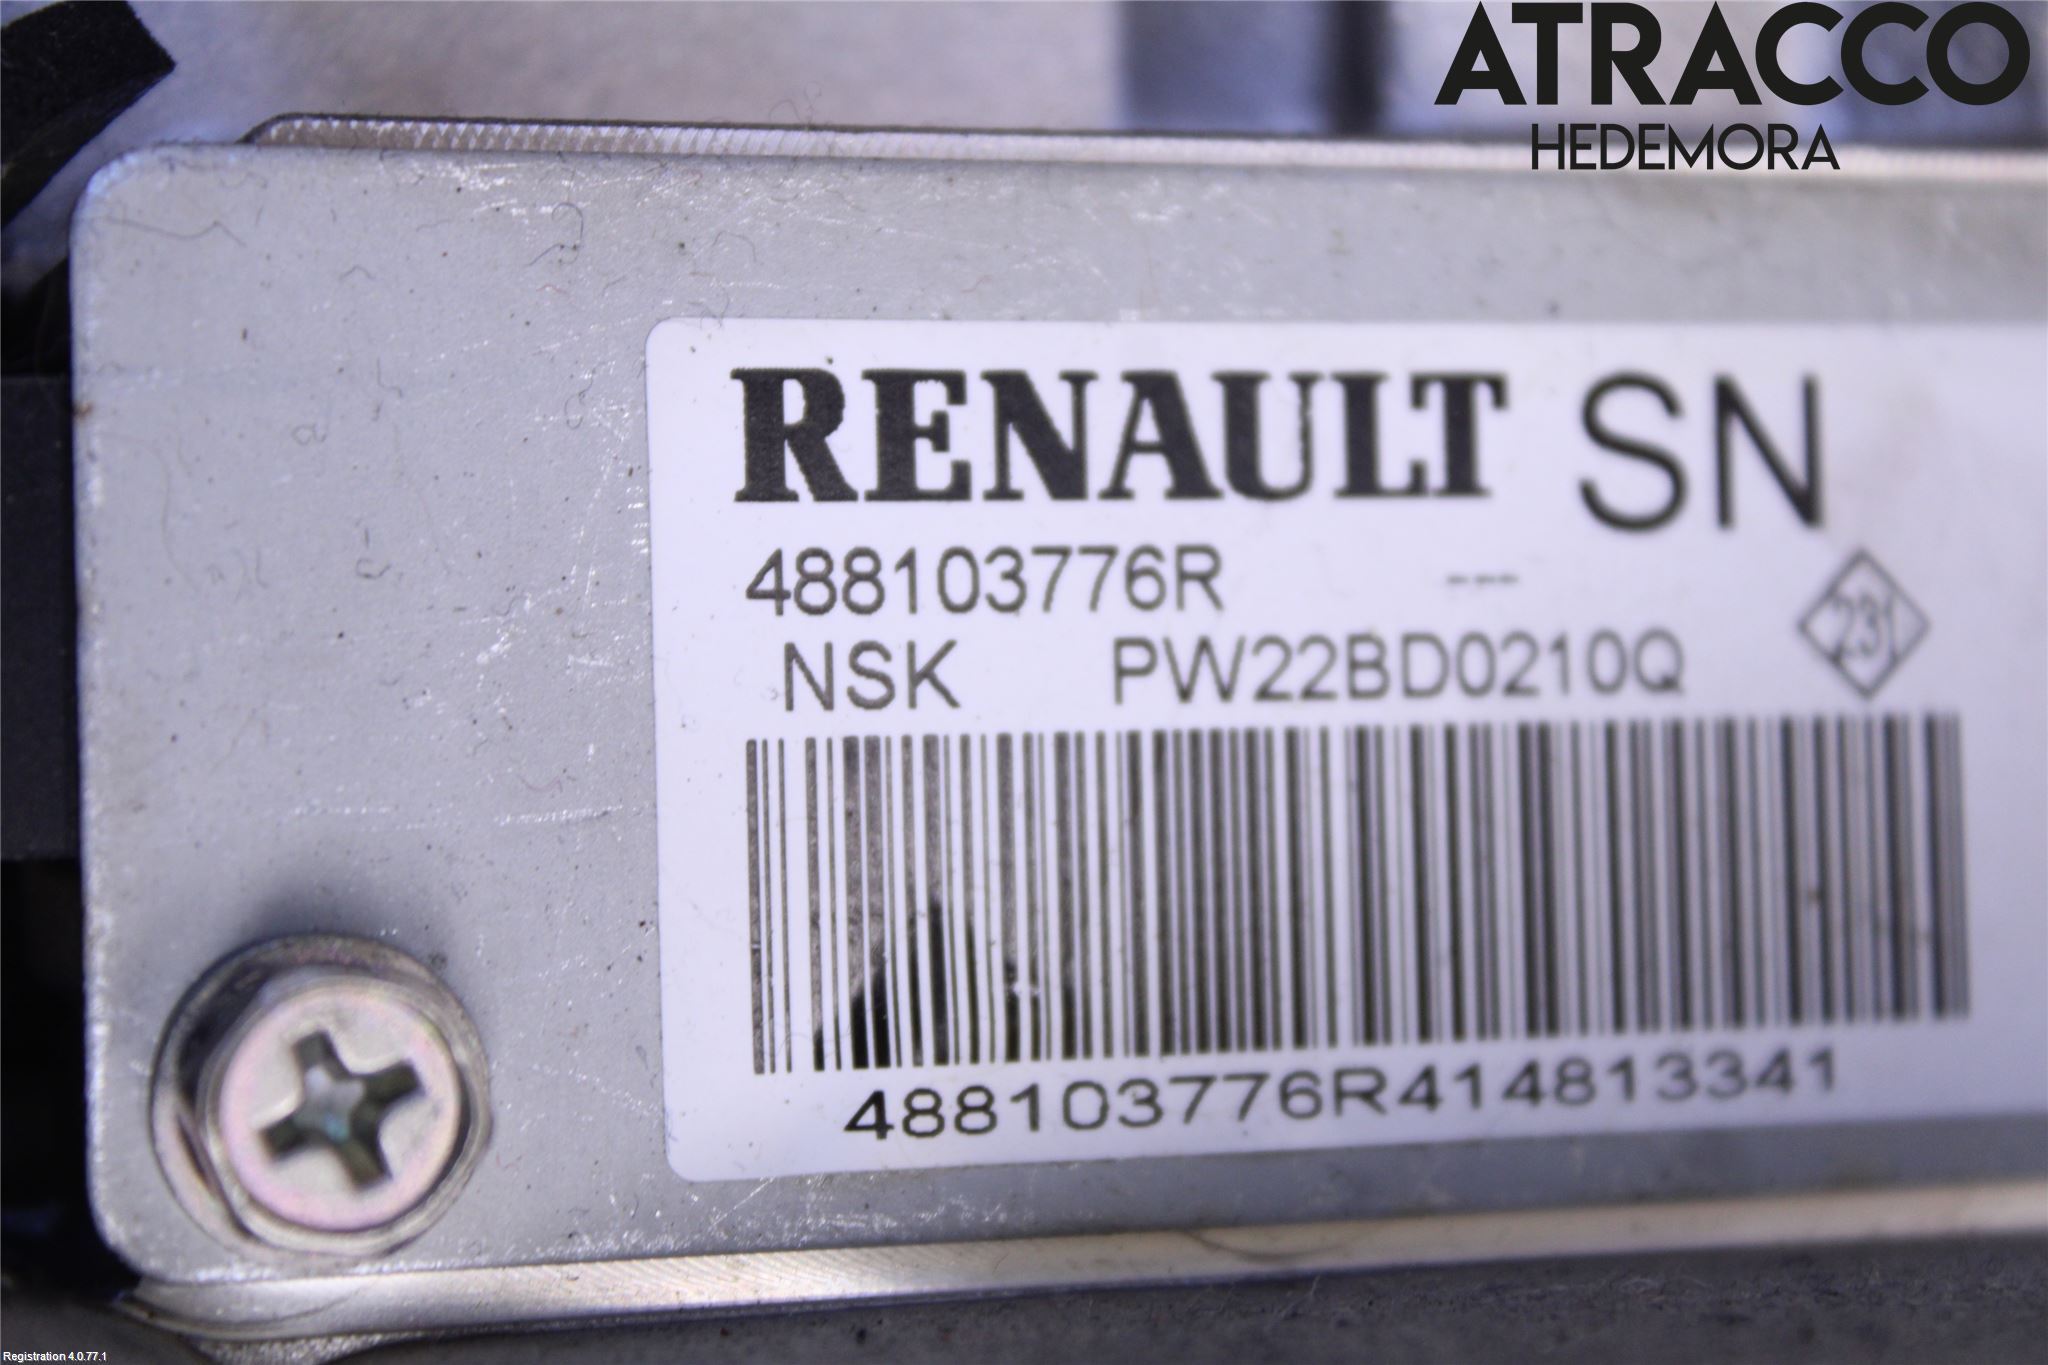 ATRACCO
HEDEMORA
RENAULT SN
488103776R ---
NSK PW22BD0210Q 231
488103776R414813341
Registration 4.0.77.1